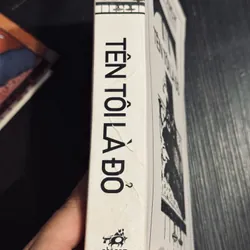 TÊN TÔI LÀ ĐỎ